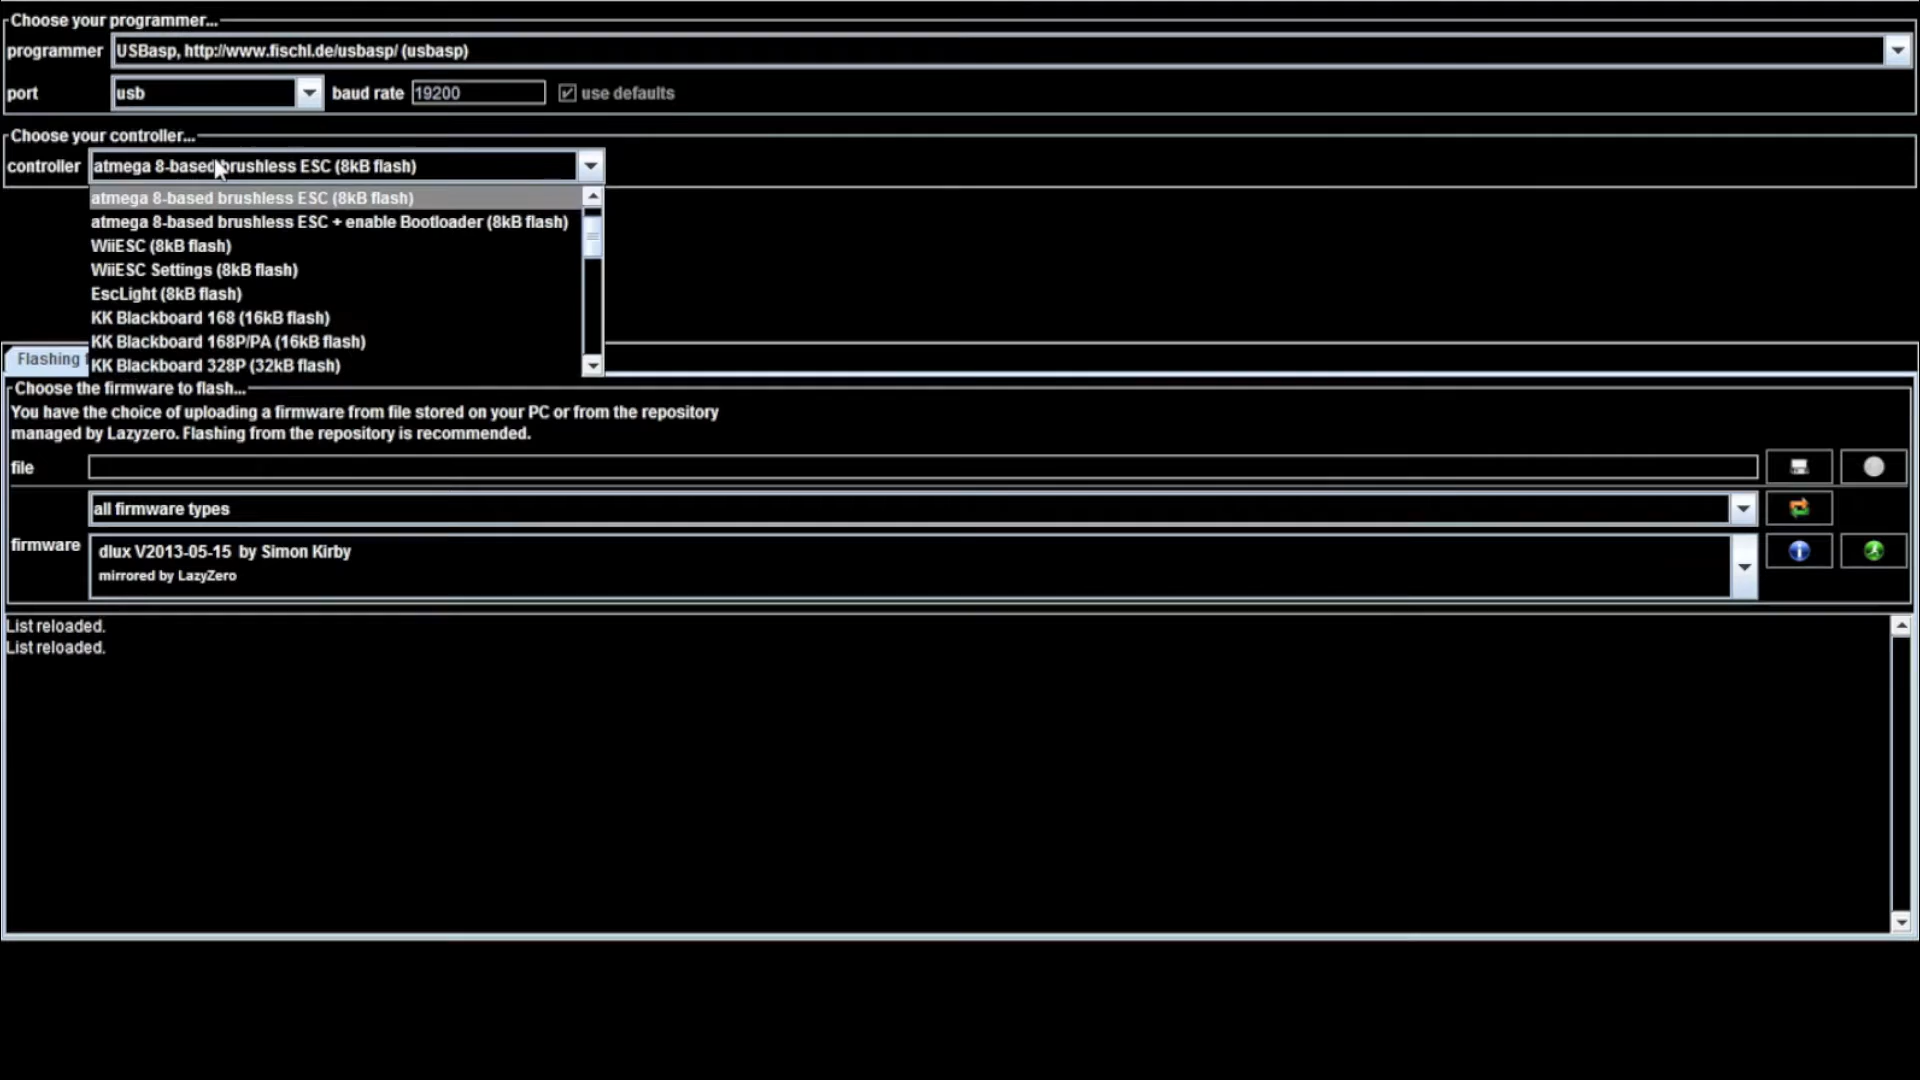 Choose your programmer...
programmer USBasp, http://www.fischl.de/usbasp/ (usbasp)
port usb baud rate 19200 use defaults
Choose your controller...
controller atmega 8-based brushless ESC (8kB flash)
atmega 8-based brushless ESC (8kB flash)
atmega 8-based brushless ESC + enable Bootloader (8kB flash)
WiiESC (8kB flash)
WiiESC Settings (8kB flash)
EscLight (8kB flash)
KK Blackboard 168 (16kB flash)
KK Blackboard 168P/PA (16kB flash)
Flashing
KK Blackboard 328P (32kB flash)
Choose the firmware to flash...
You have the choice of uploading a firmware from file stored on your PC or from the repository
managed by Lazyzero. Flashing from the repository is recommended.
file
all firmware types
firmware
dlux V2013-05-15 by Simon Kirby
mirrored by LazyZero
List reloaded.
List reloaded.